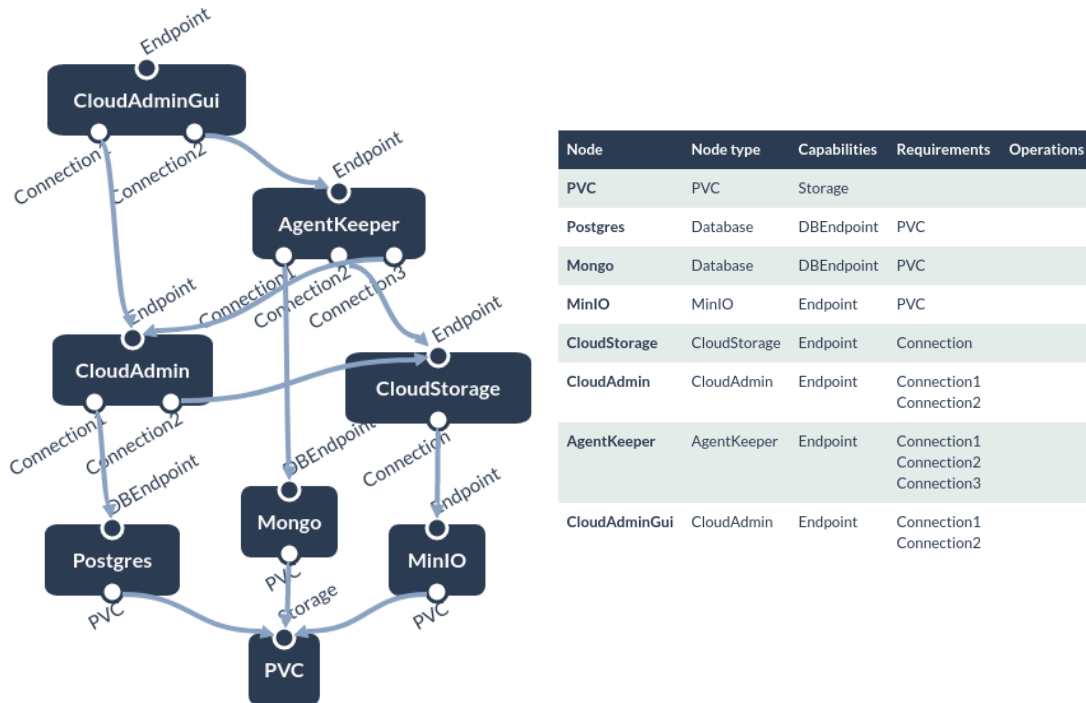 Endpoint
CloudAdminGui
Connection1
Connection2
Endpoint
AgentKeeper
Connection1
Connection2
Connection3
Endpoint
CloudAdmin
Connection1
Connection2
Endpoint
CloudStorage
Connection
DBEndpoint
Postgres
PVC
DBEndpoint
Mongo
PVC
Endpoint
MinIO
PVC
Storage
PVC
Node Node type Capabilities Requirements Operations
PVC PVC Storage
Postgres Database DBEndpoint PVC
Mongo Database DBEndpoint PVC
MinIO MinIO Endpoint PVC
CloudStorage CloudStorage Endpoint Connection
CloudAdmin CloudAdmin Endpoint Connection1
Connection2
AgentKeeper AgentKeeper Endpoint Connection1
Connection2
Connection3
CloudAdminGui CloudAdmin Endpoint Connection1
Connection2